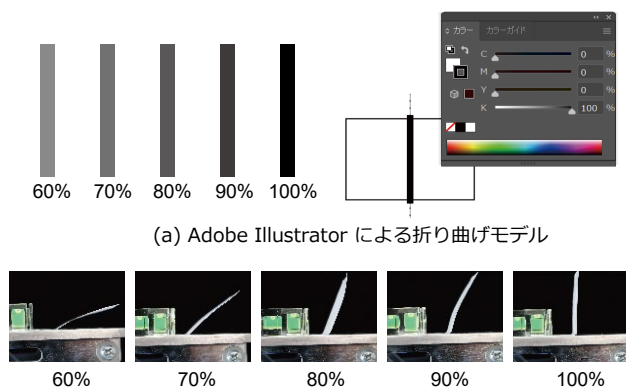 カラー カラーガイド
C 0 %
M 0 %
Y 0 %
K 100 %
60% 70% 80% 90% 100%
(a) Adobe Illustrator による折り曲げモデル
60% 70% 80% 90% 100%